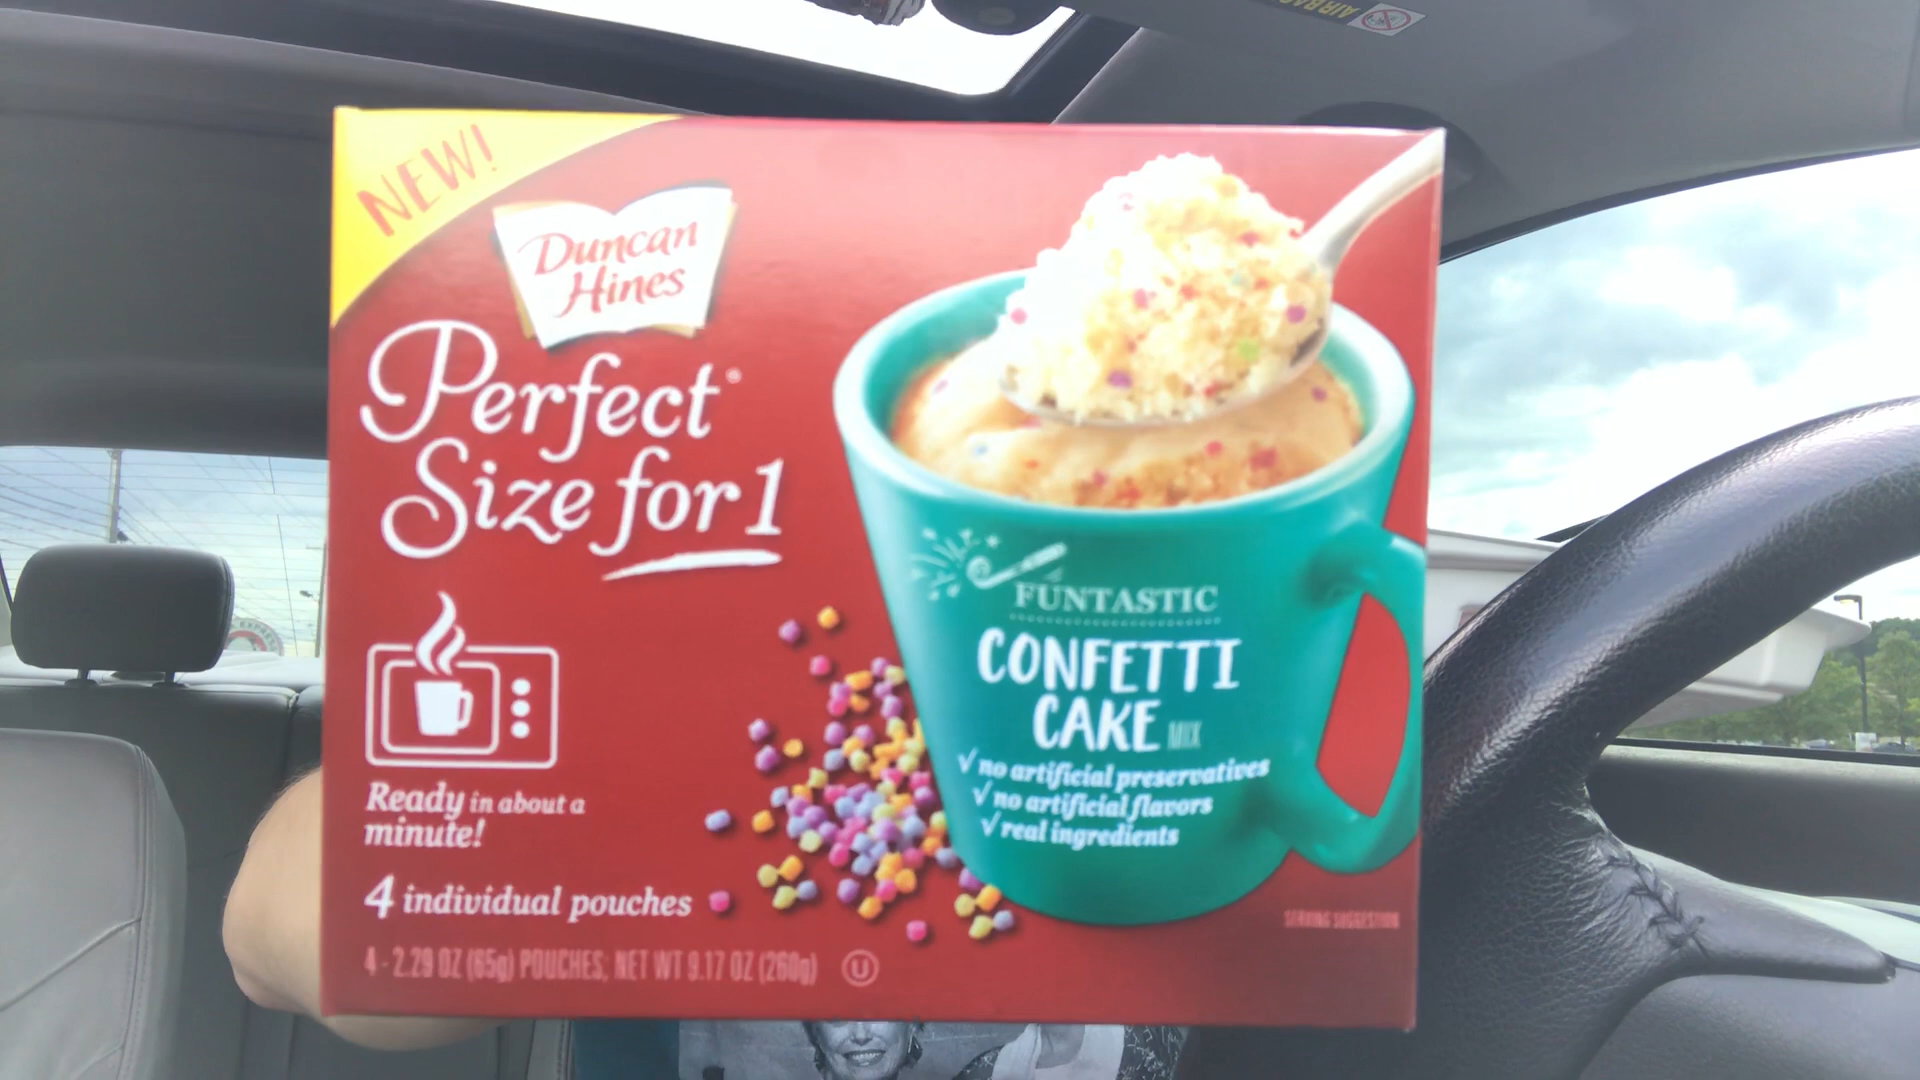 AIRBAG
NEW!
Duncan
Hines
Perfect®
Size for 1
Ready in about a
minute!
4 individual pouches
4 - 2.29 OZ (65g) POUCHES; NET WT 9.17 OZ (260g) U
FUNTASTIC
CONFETTI
CAKE MIX
√ no artificial preservatives
√ no artificial flavors
√ real ingredients
SERVING SUGGESTION